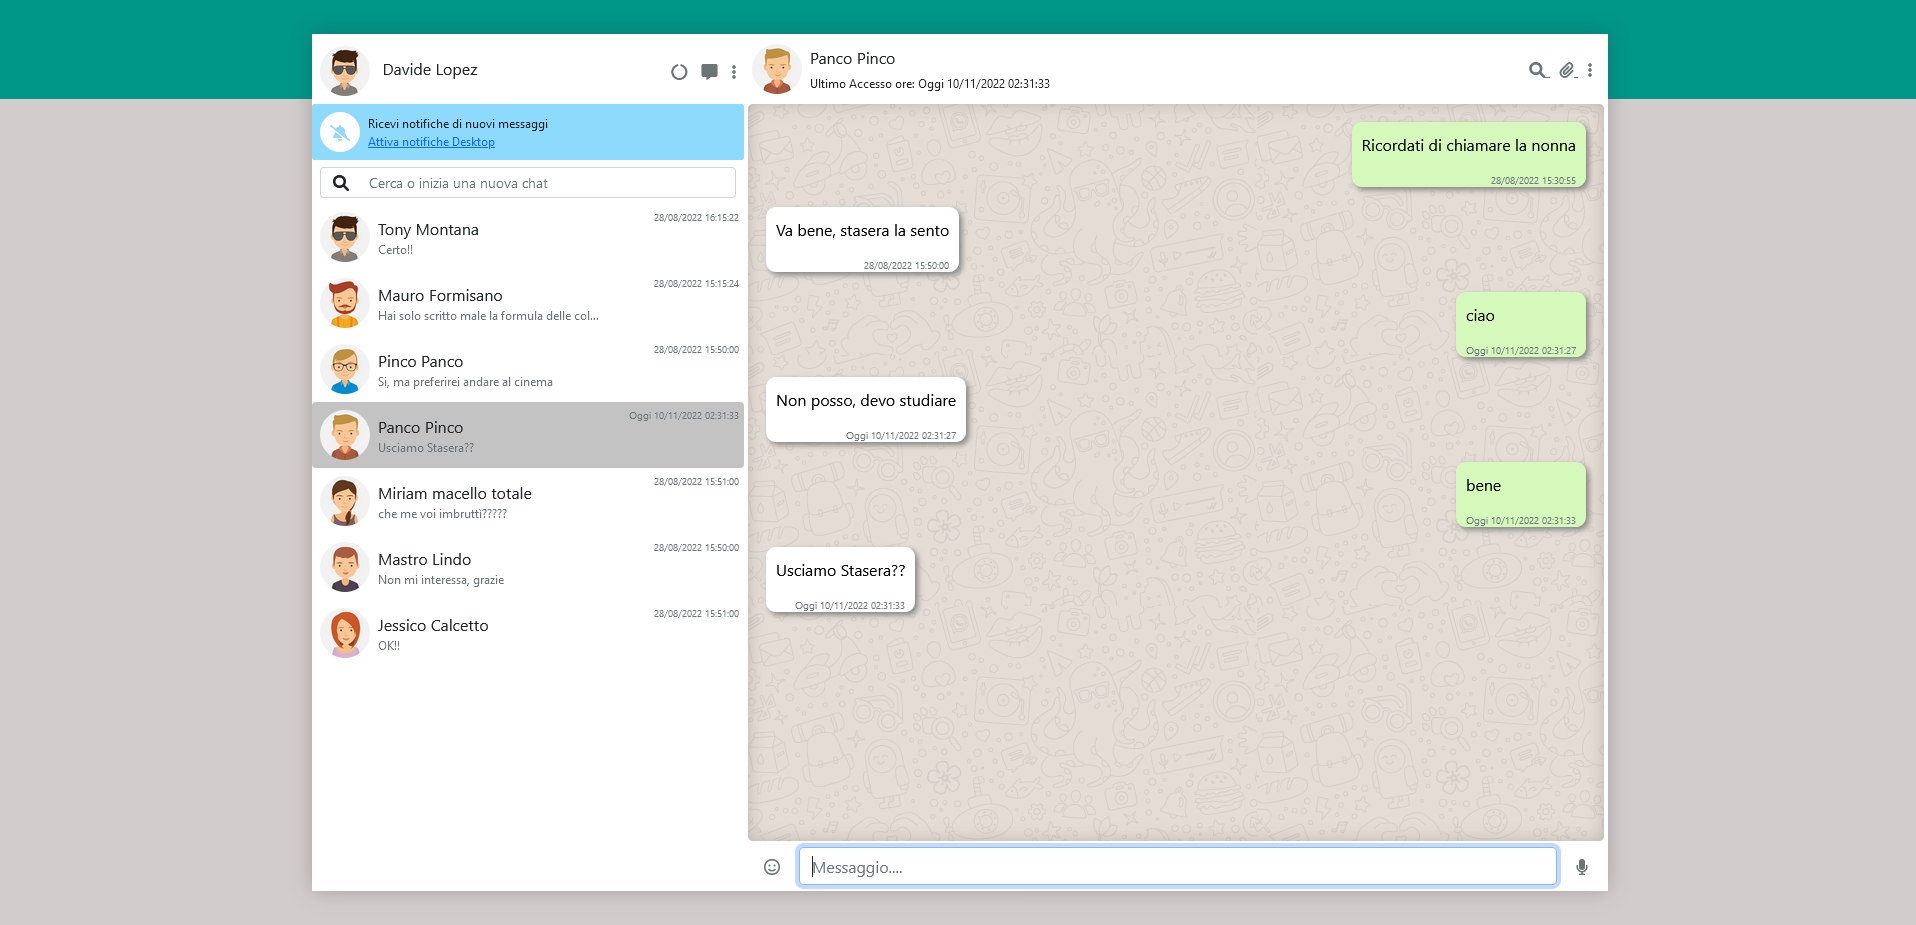 Davide Lopez
Ricevi notifiche di nuovi messaggi
Attiva notifiche Desktop
Cerca o inizia una nuova chat
28/08/2022 16:15:22
Tony Montana
Certo!!
28/08/2022 15:15:24
Mauro Formisano
Hai solo scritto male la formula delle col...
28/08/2022 15:50:00
Pinco Panco
Si, ma preferirei andare al cinema
Oggi 10/11/2022 02:31:33
Panco Pinco
Usciamo Stasera??
28/08/2022 15:51:00
Miriam macello totale
che me voi imbruttì?????
28/08/2022 15:50:00
Mastro Lindo
Non mi interessa, grazie
28/08/2022 15:51:00
Jessico Calcetto
OK!!
Panco Pinco
Ultimo Accesso ore: Oggi 10/11/2022 02:31:33
Ricordati di chiamare la nonna
28/08/2022 15:30:55
Va bene, stasera la sento
28/08/2022 15:50:00
ciao
Oggi 10/11/2022 02:31:27
Non posso, devo studiare
Oggi 10/11/2022 02:31:27
bene
Oggi 10/11/2022 02:31:33
Usciamo Stasera??
Oggi 10/11/2022 02:31:33
Messaggio....